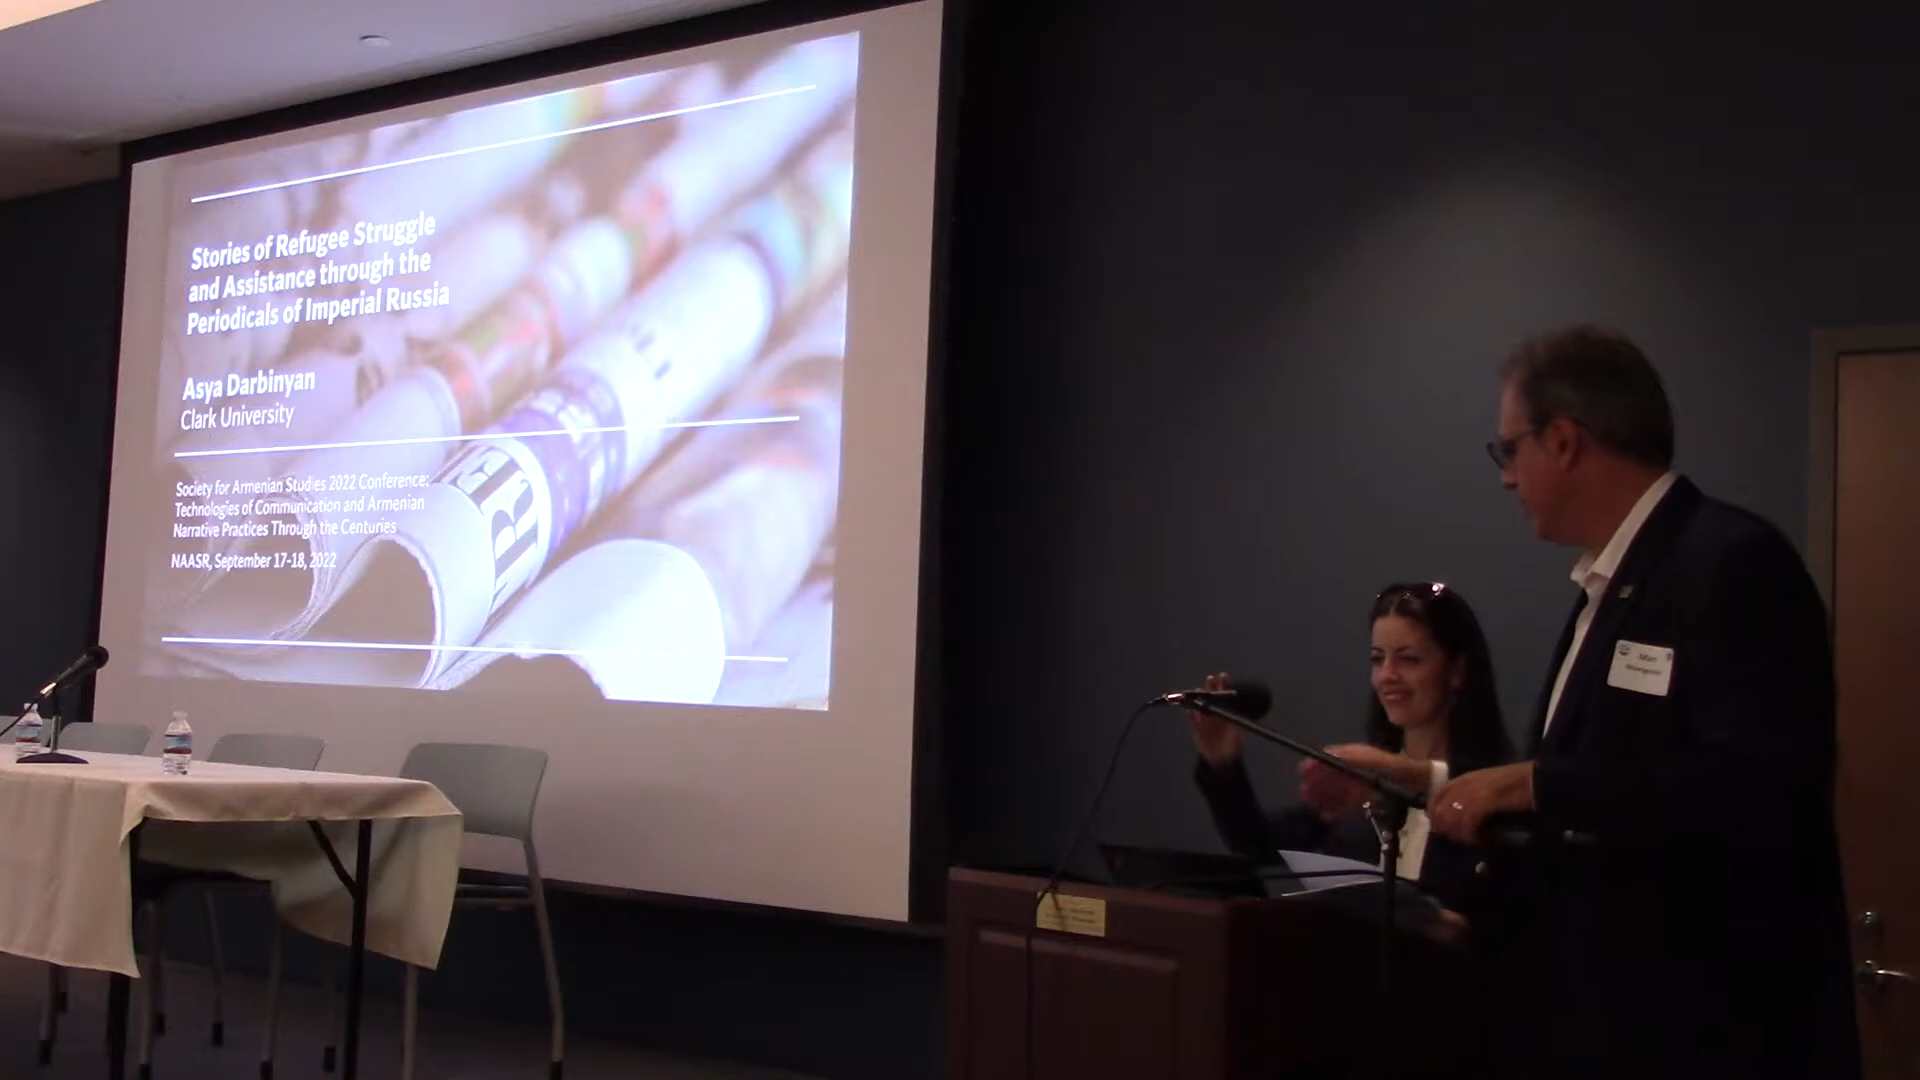 Stories of Refugee Struggle
and Assistance through the
Periodicals of Imperial Russia
Asya Darbinyan
Clark University
Society for Armenian Studies 2022 Conference:
Technologies of Communication and Armenian
Narrative Practices Through the Centuries
NAASR, September 17-18, 2022